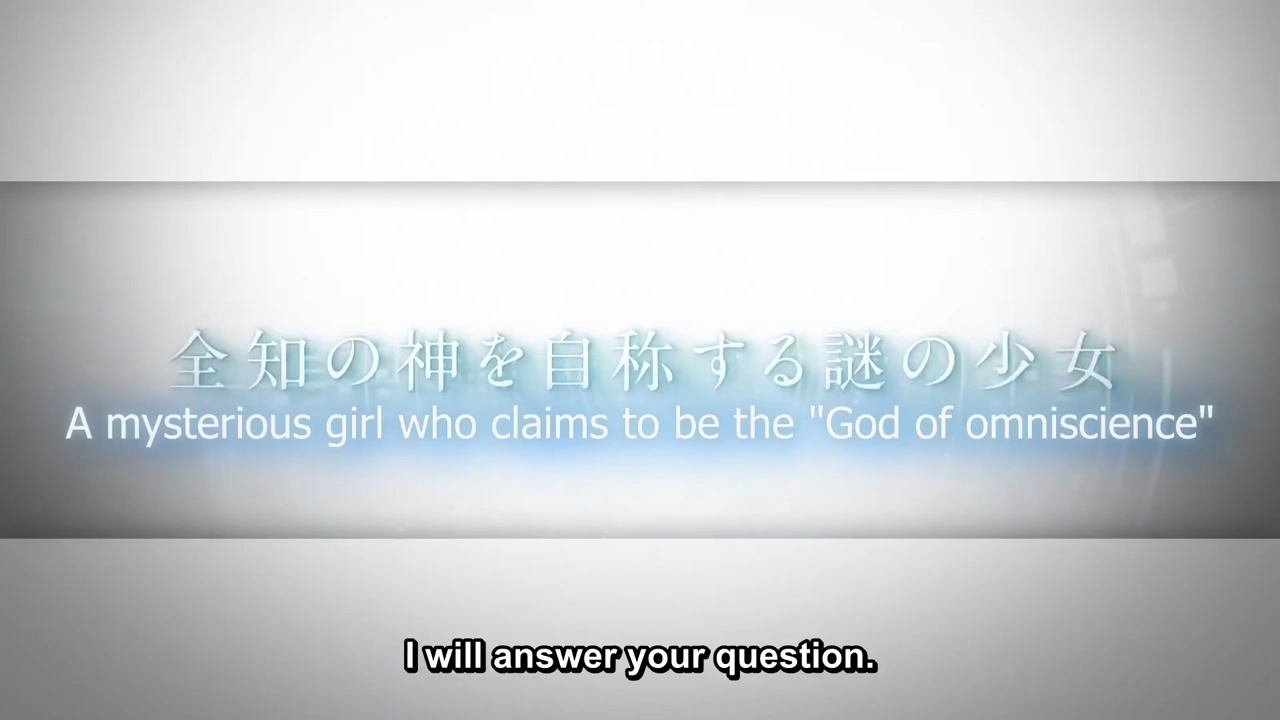 全知の神を自称する謎の少女
A mysterious girl who claims to be the "God of omniscience"
I will answer your question.